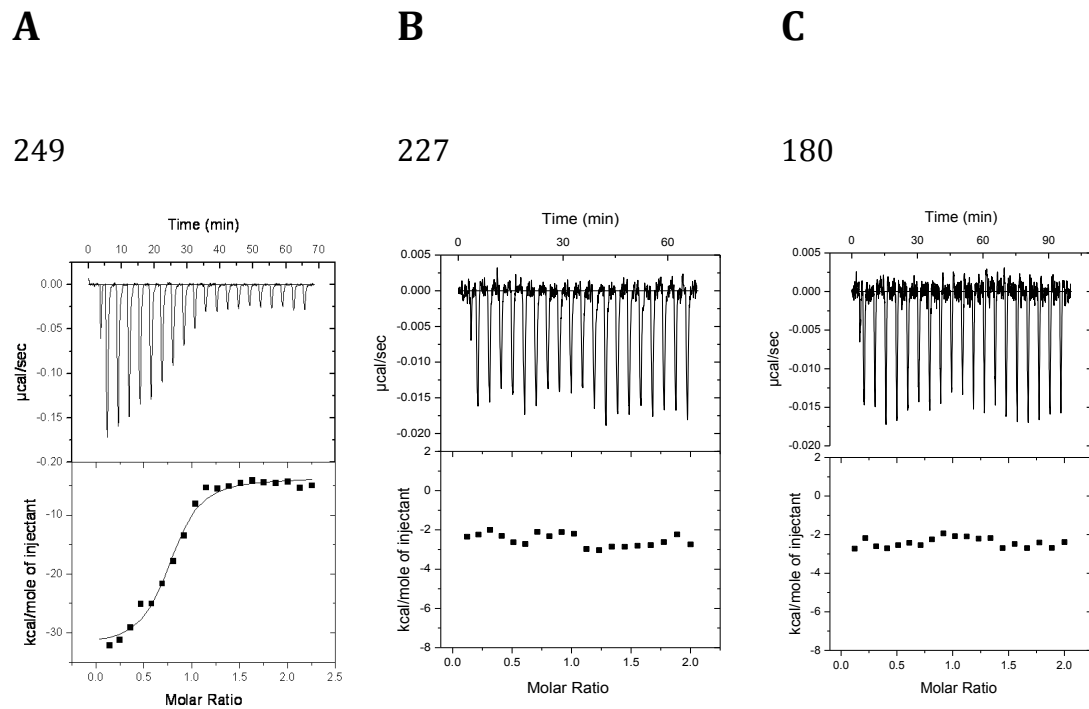 A
B
C
249
227
180
Time (min)
0 10 20 30 40 50 60 70
0.00
-0.05
-0.10
-0.15
-0.20
µcal/sec
-10
-20
-30
kcal/mole of injectant
0.0 0.5 1.0 1.5 2.0 2.5
Molar Ratio
Time (min)
0 30 60
0.005
0.000
-0.005
-0.010
-0.015
-0.020
µcal/sec
2
0
-2
-4
-6
-8
kcal/mole of injectant
0.0 0.5 1.0 1.5 2.0
Molar Ratio
Time (min)
0 30 60 90
0.005
0.000
-0.005
-0.010
-0.015
-0.020
µcal/sec
2
0
-2
-4
-6
-8
kcal/mole of injectant
0.0 0.5 1.0 1.5 2.0
Molar Ratio